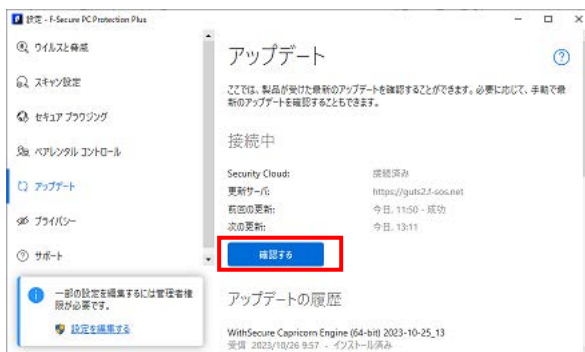 設定 - F-Secure PC Protection Plus
ウイルスと脅威
スキャン設定
セキュア ブラウジング
ペアレンタル コントロール
アップデート
プライバシー
サポート
一部の設定を編集するには管理者権
限が必要です。
設定を編集する
アップデート
ここでは、製品が受けた最新のアップデートを確認することができます。必要に応じて、手動で最
新のアップデートを確認することもできます。
接続中
Security Cloud: 接続済み
更新サーバ: https://guts2.f-sos.net
前回の更新: 今日, 11:50 - 成功
次の更新: 今日, 13:11
確認する
アップデートの履歴
WithSecure Capricorn Engine (64-bit) 2023-10-25_13
受信 2023/10/26 9:57 - インストール済み